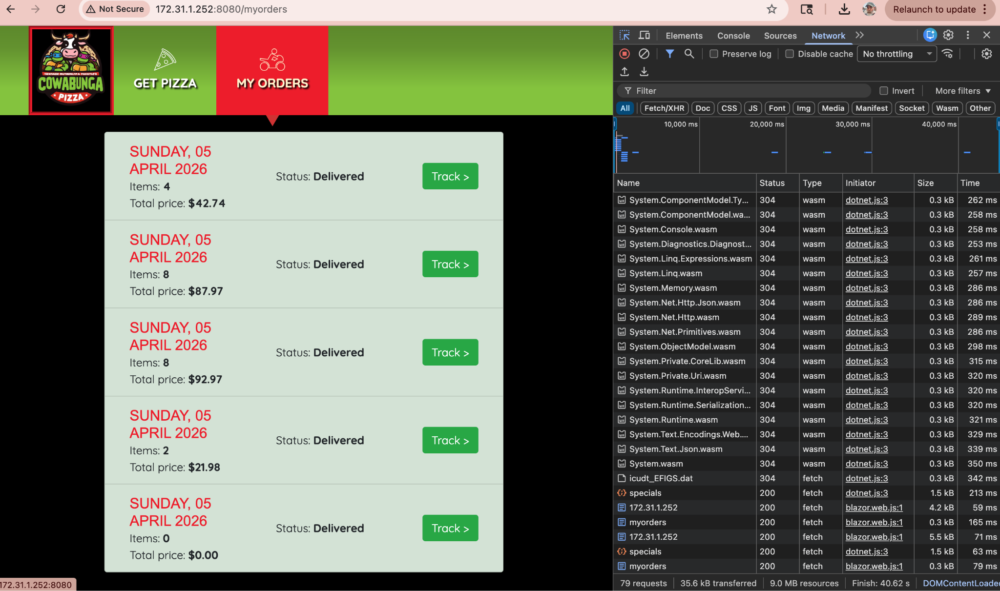 Not Secure
172.31.1.252:8080/myorders
Relaunch to update
COWABUNGA
PIZZA
GET PIZZA
MY ORDERS
SUNDAY, 05
APRIL 2026
Items: 4
Total price: $42.74
Status: Delivered
Track >
SUNDAY, 05
APRIL 2026
Items: 8
Total price: $87.97
Status: Delivered
Track >
SUNDAY, 05
APRIL 2026
Items: 8
Total price: $92.97
Status: Delivered
Track >
SUNDAY, 05
APRIL 2026
Items: 2
Total price: $21.98
Status: Delivered
Track >
SUNDAY, 05
APRIL 2026
Items: 0
Total price: $0.00
Status: Delivered
Track >
172.31.1.252:8080
Elements Console Sources Network
Preserve log Disable cache No throttling
Filter Invert More filters
All Fetch/XHR Doc CSS JS Font Img Media Manifest Socket Wasm Other
10,000 ms 20,000 ms 30,000 ms 40,000 ms
Name Status Type Initiator Size Time
System.ComponentModel.Ty... 304 wasm dotnet.js:3 0.3 kB 262 ms
System.ComponentModel.wa... 304 wasm dotnet.js:3 0.3 kB 258 ms
System.Console.wasm 304 wasm dotnet.js:3 0.3 kB 258 ms
System.Diagnostics.Diagnost... 304 wasm dotnet.js:3 0.3 kB 253 ms
System.Linq.Expressions.wasm 304 wasm dotnet.js:3 0.3 kB 261 ms
System.Linq.wasm 304 wasm dotnet.js:3 0.3 kB 257 ms
System.Memory.wasm 304 wasm dotnet.js:3 0.3 kB 286 ms
System.Net.Http.Json.wasm 304 wasm dotnet.js:3 0.3 kB 286 ms
System.Net.Http.wasm 304 wasm dotnet.js:3 0.3 kB 289 ms
System.Net.Primitives.wasm 304 wasm dotnet.js:3 0.3 kB 286 ms
System.ObjectModel.wasm 304 wasm dotnet.js:3 0.3 kB 298 ms
System.Private.CoreLib.wasm 304 wasm dotnet.js:3 0.3 kB 315 ms
System.Private.Uri.wasm 304 wasm dotnet.js:3 0.3 kB 320 ms
System.Runtime.InteropServi... 304 wasm dotnet.js:3 0.3 kB 320 ms
System.Runtime.Serialization... 304 wasm dotnet.js:3 0.3 kB 320 ms
System.Runtime.wasm 304 wasm dotnet.js:3 0.3 kB 321 ms
System.Text.Encodings.Web.... 304 wasm dotnet.js:3 0.3 kB 329 ms
System.Text.Json.wasm 304 wasm dotnet.js:3 0.3 kB 339 ms
System.wasm 304 wasm dotnet.js:3 0.3 kB 350 ms
icudt_EFIGS.dat 304 fetch dotnet.js:3 0.3 kB 342 ms
specials 200 fetch dotnet.js:3 1.5 kB 213 ms
172.31.1.252 200 fetch blazor.web.js:1 4.2 kB 59 ms
myorders 200 fetch blazor.web.js:1 0.3 kB 165 ms
172.31.1.252 200 fetch blazor.web.js:1 5.5 kB 71 ms
specials 200 fetch dotnet.js:3 1.5 kB 63 ms
myorders 200 fetch blazor.web.js:1 0.3 kB 79 ms
79 requests 35.6 kB transferred 9.0 MB resources Finish: 40.62 s DOMContentLoaded